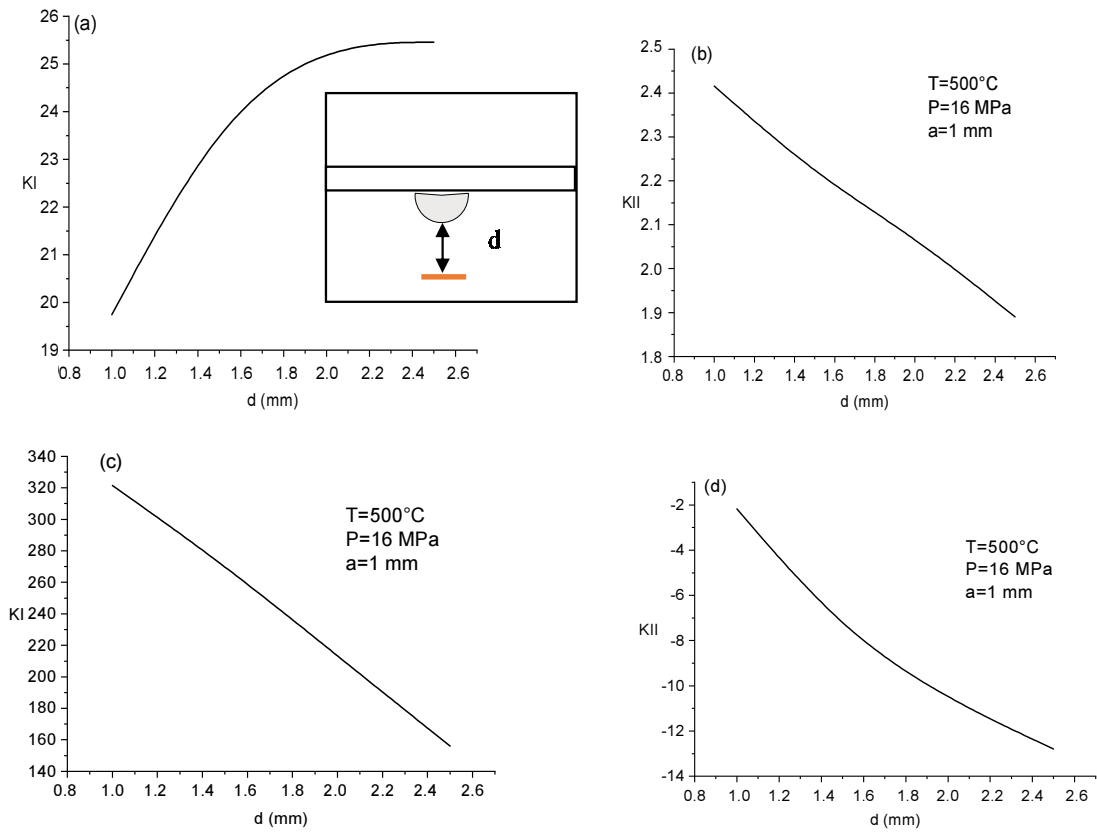 (a)
26
25
24
23
22
21
20
19
KI
0.8 1.0 1.2 1.4 1.6 1.8 2.0 2.2 2.4 2.6
d (mm)
d
(b)
2.5
2.4
2.3
2.2
2.1
2.0
1.9
1.8
KII
T=500°C
P=16 MPa
a=1 mm
0.8 1.0 1.2 1.4 1.6 1.8 2.0 2.2 2.4 2.6
d (mm)
(c)
340
320
300
280
260
240
220
200
180
160
140
KI
T=500°C
P=16 MPa
a=1 mm
0.8 1.0 1.2 1.4 1.6 1.8 2.0 2.2 2.4 2.6
d (mm)
(d)
-2
-4
-6
-8
-10
-12
-14
KII
T=500°C
P=16 MPa
a=1 mm
0.8 1.0 1.2 1.4 1.6 1.8 2.0 2.2 2.4 2.6
d (mm)